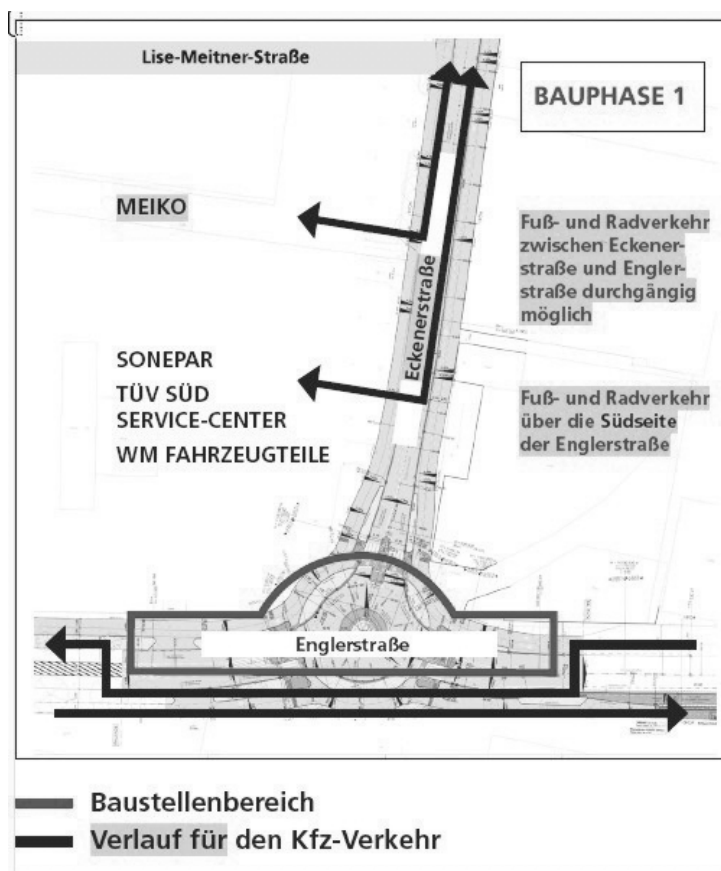 Lise-Meitner-Straße
BAUPHASE 1
MEIKO
Fuß- und Radverkehr
zwischen Eckener-
straße und Engler-
straße durchgängig
möglich
Eckenerstraße
SONEPAR
TÜV SÜD
SERVICE-CENTER
WM FAHRZEUGTEILE
Fuß- und Radverkehr
über die Südseite
der Englerstraße
Englerstraße
Baustellenbereich
Verlauf für den Kfz-Verkehr